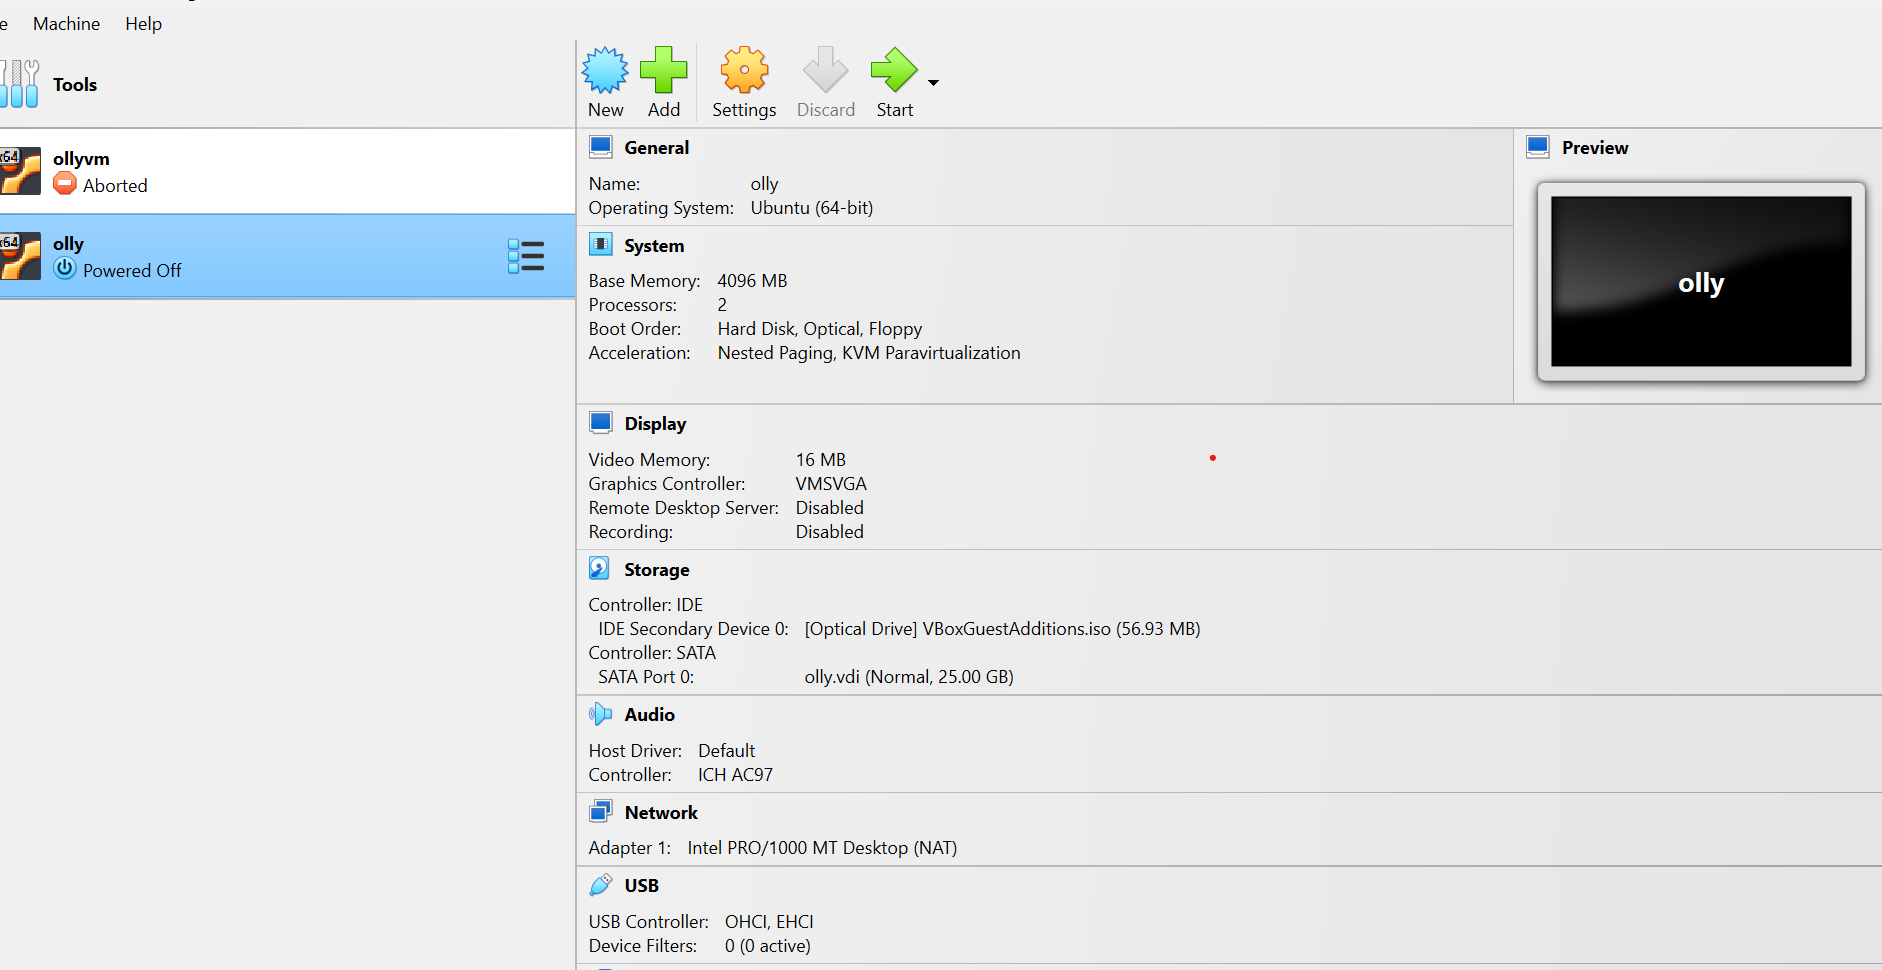 e Machine Help
Tools
x64
ollyvm
Aborted
x64
olly
Powered Off
New Add Settings Discard Start
General
Name: olly
Operating System: Ubuntu (64-bit)
System
Base Memory: 4096 MB
Processors: 2
Boot Order: Hard Disk, Optical, Floppy
Acceleration: Nested Paging, KVM Paravirtualization
Preview
olly
Display
Video Memory: 16 MB
Graphics Controller: VMSVGA
Remote Desktop Server: Disabled
Recording: Disabled
Storage
Controller: IDE
IDE Secondary Device 0: [Optical Drive] VBoxGuestAdditions.iso (56.93 MB)
Controller: SATA
SATA Port 0: olly.vdi (Normal, 25.00 GB)
Audio
Host Driver: Default
Controller: ICH AC97
Network
Adapter 1: Intel PRO/1000 MT Desktop (NAT)
USB
USB Controller: OHCI, EHCI
Device Filters: 0 (0 active)